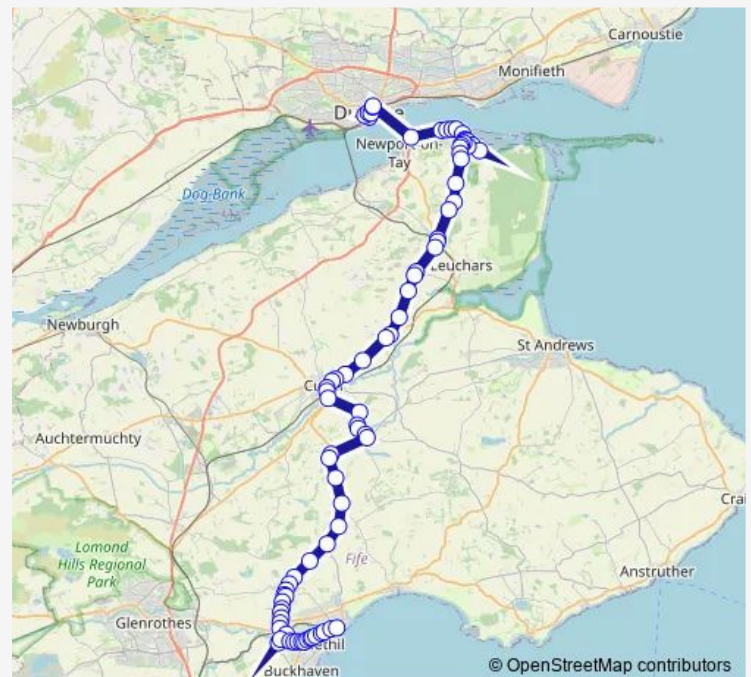 Carnoustie
Monifieth
Newport-on-
Tay
Dog-Bank
Leuchars
Newburgh
St Andrews
Auchtermuchty
Lomond
Hills Regional
Park
Fife
Anstruther
Glenrothes
Buckhaven
© OpenStreetMap contributors